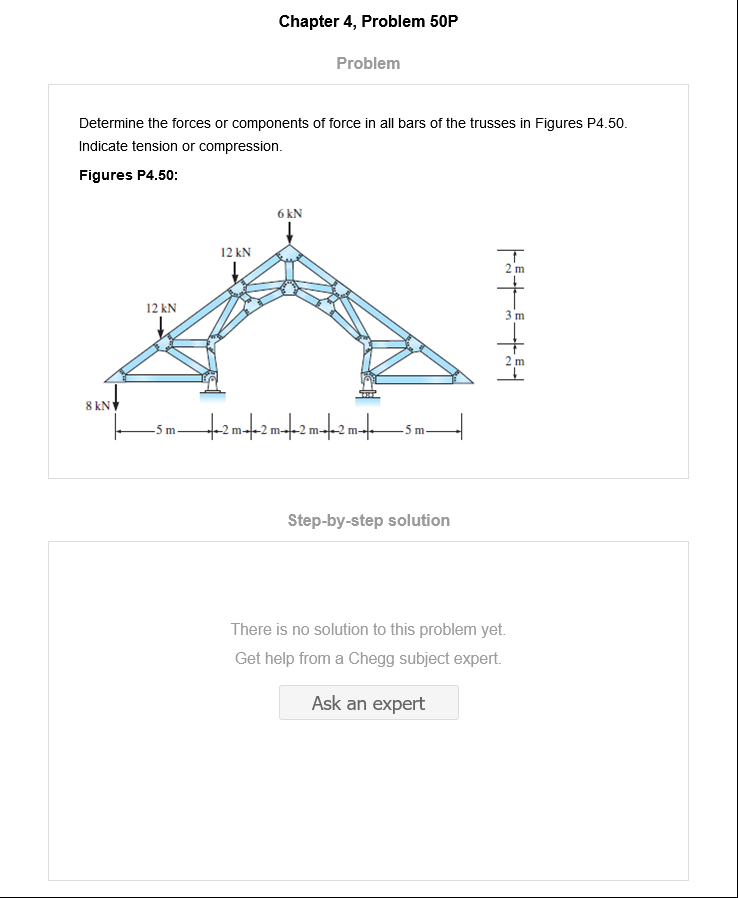 Chapter 4, Problem 50P
Problem
Determine the forces or components of force in all bars of the trusses in Figures P4.50.
Indicate tension or compression.
Figures P4.50:
6 kN
12 kN
2 m
12 kN
3 m
2 m
8 kN
5 m 2 m 2 m 2 m 2 m 5 m
Step-by-step solution
There is no solution to this problem yet.
Get help from a Chegg subject expert.
Ask an expert